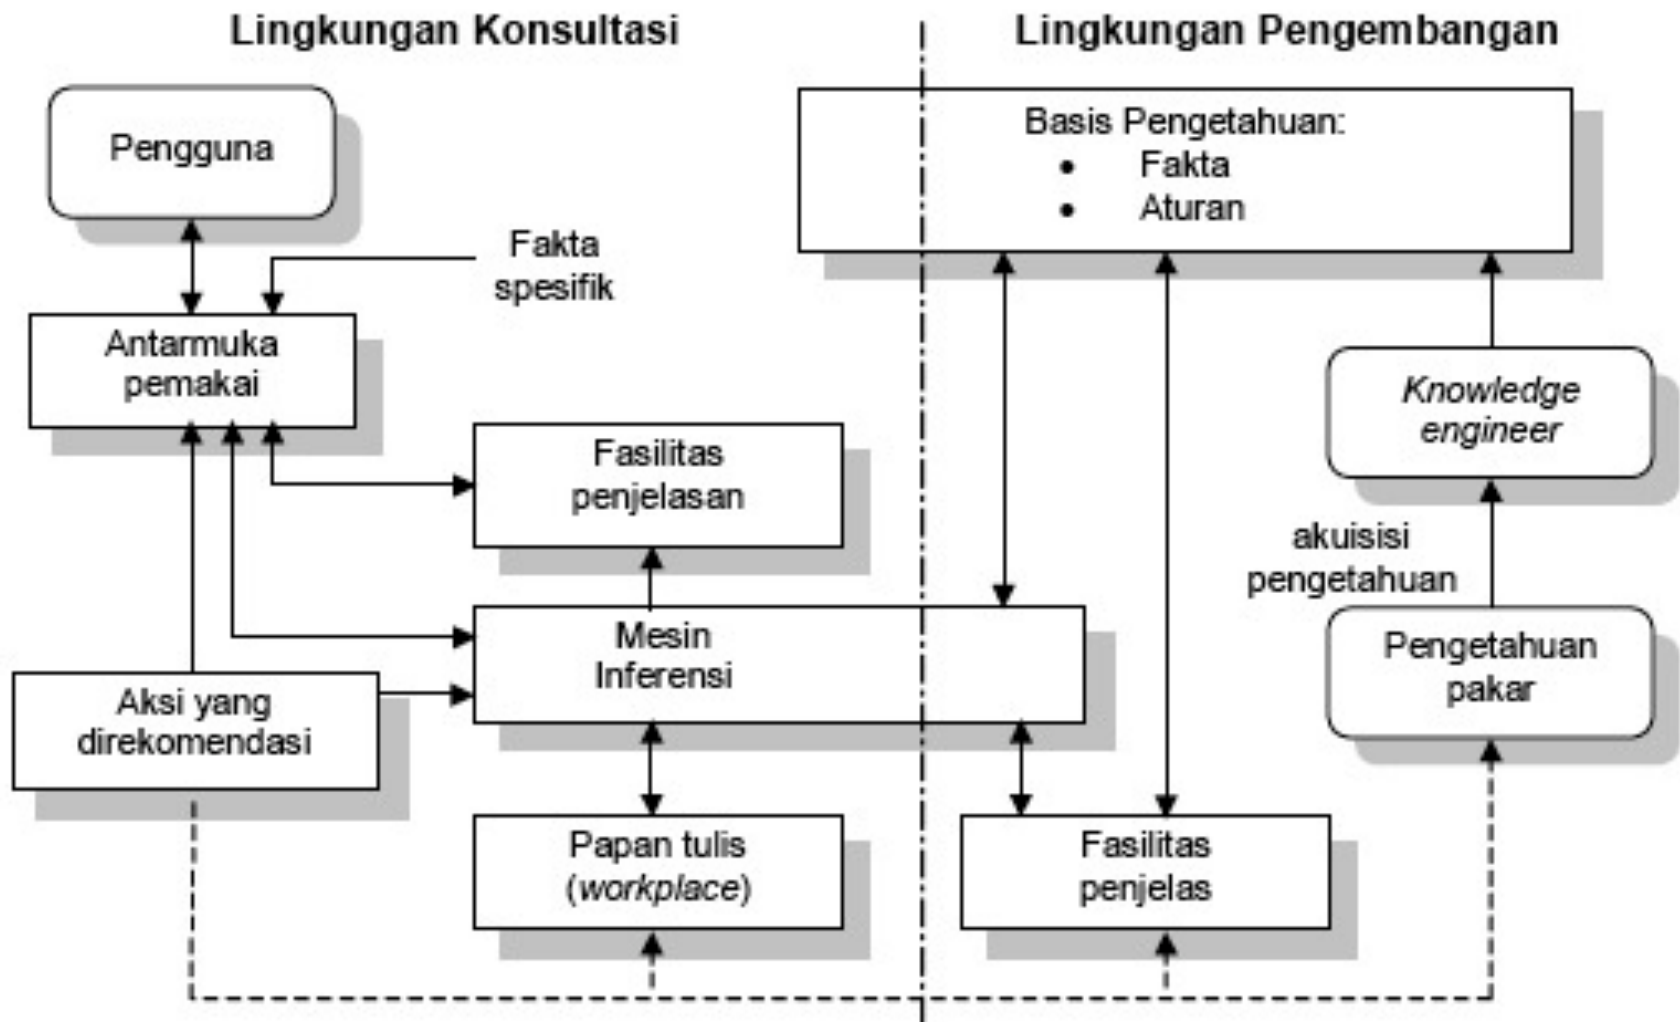 Lingkungan Konsultasi
Lingkungan Pengembangan
Pengguna
Basis Pengetahuan:
• Fakta
• Aturan
Fakta
spesifik
Antarmuka
pemakai
Knowledge
engineer
Fasilitas
penjelasan
akuisisi
pengetahuan
Mesin
Inferensi
Pengetahuan
pakar
Aksi yang
direkomendasi
Papan tulis
(workplace)
Fasilitas
penjelas